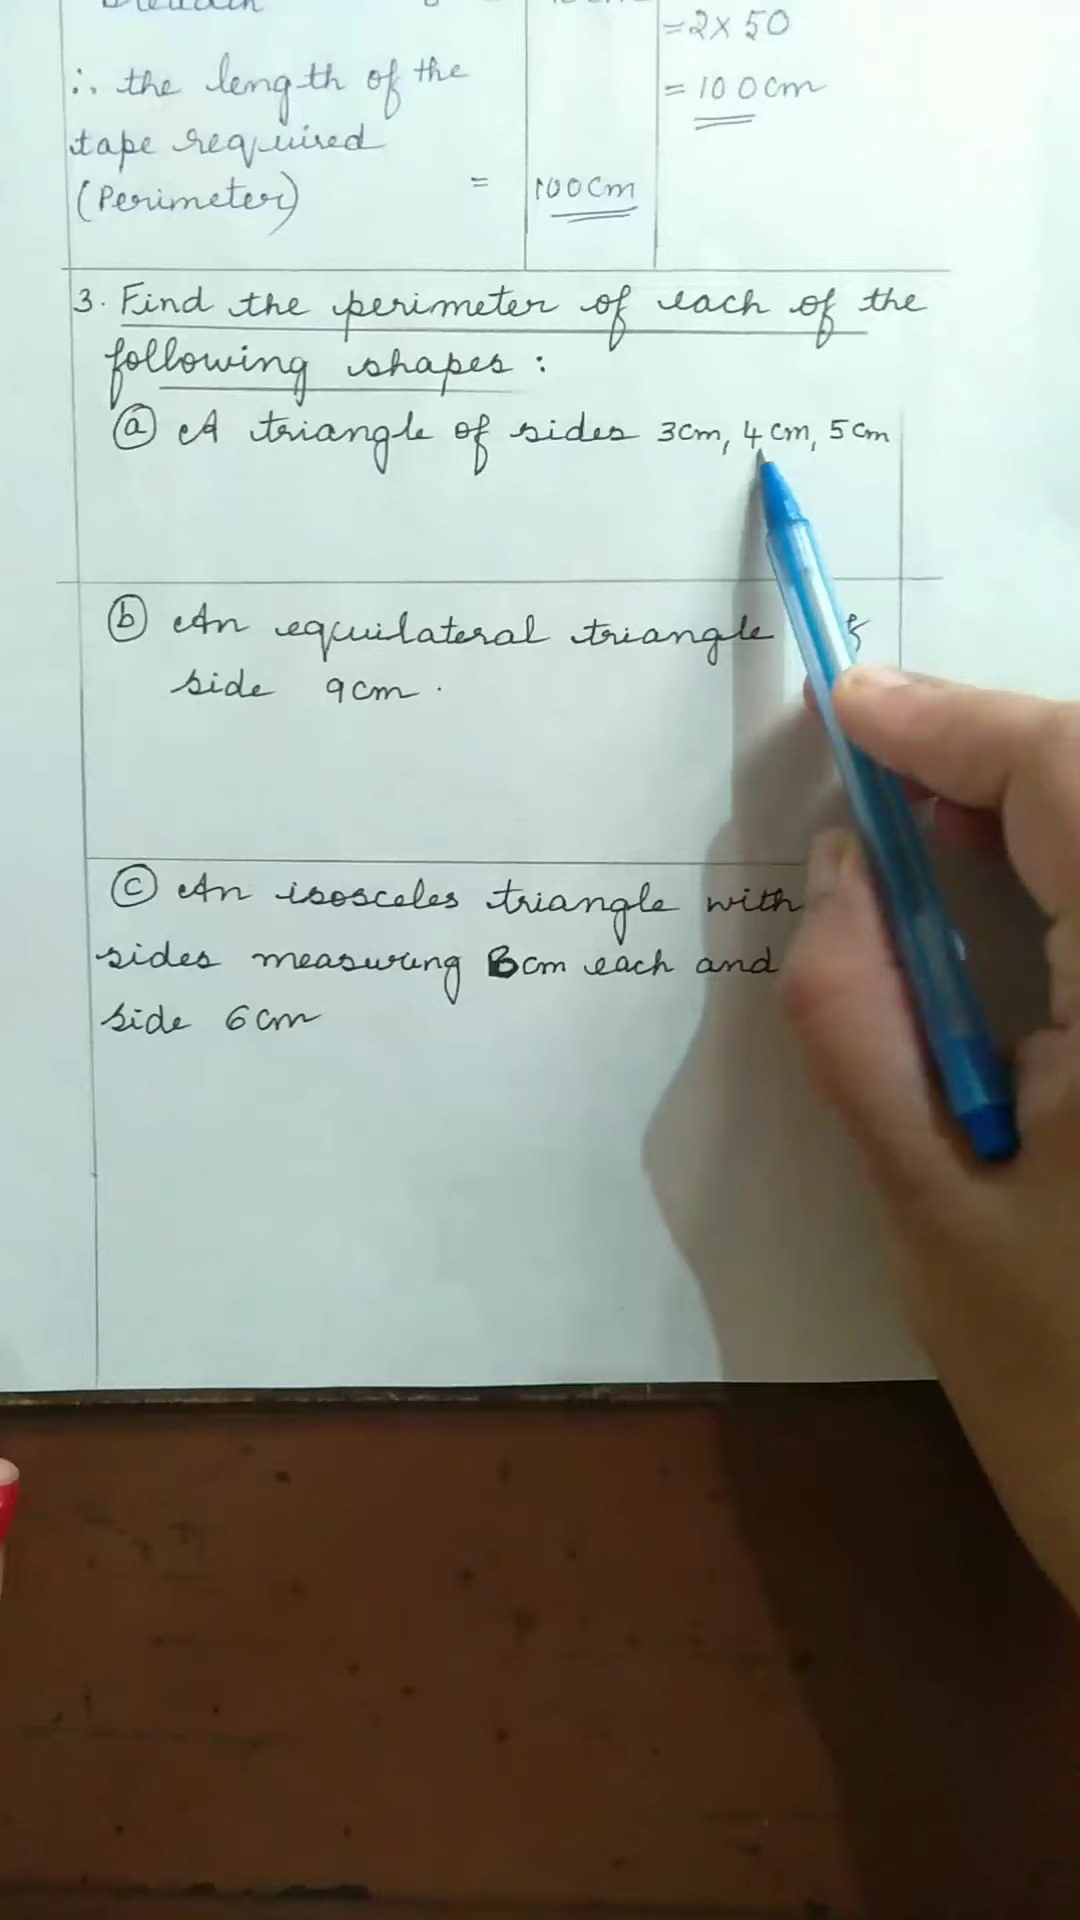 = 2 x 50
∴ the length of the
= 100cm
tape required
(Perimeter) = 100cm
3. Find the perimeter of each of the
following shapes :
(a) A triangle of sides 3cm, 4cm, 5cm
(b) An equilateral triangle
side 9cm.
(c) An isosceles triangle with
sides measuring cm each and
side 6cm